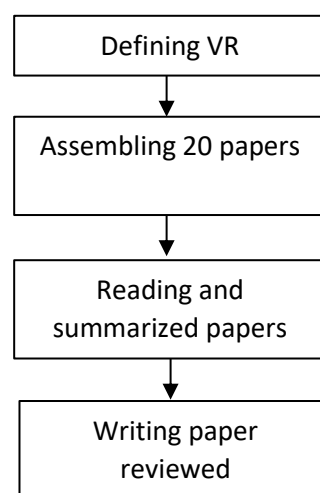 Defining VR
Assembling 20 papers
Reading and
summarized papers
Writing paper
reviewed